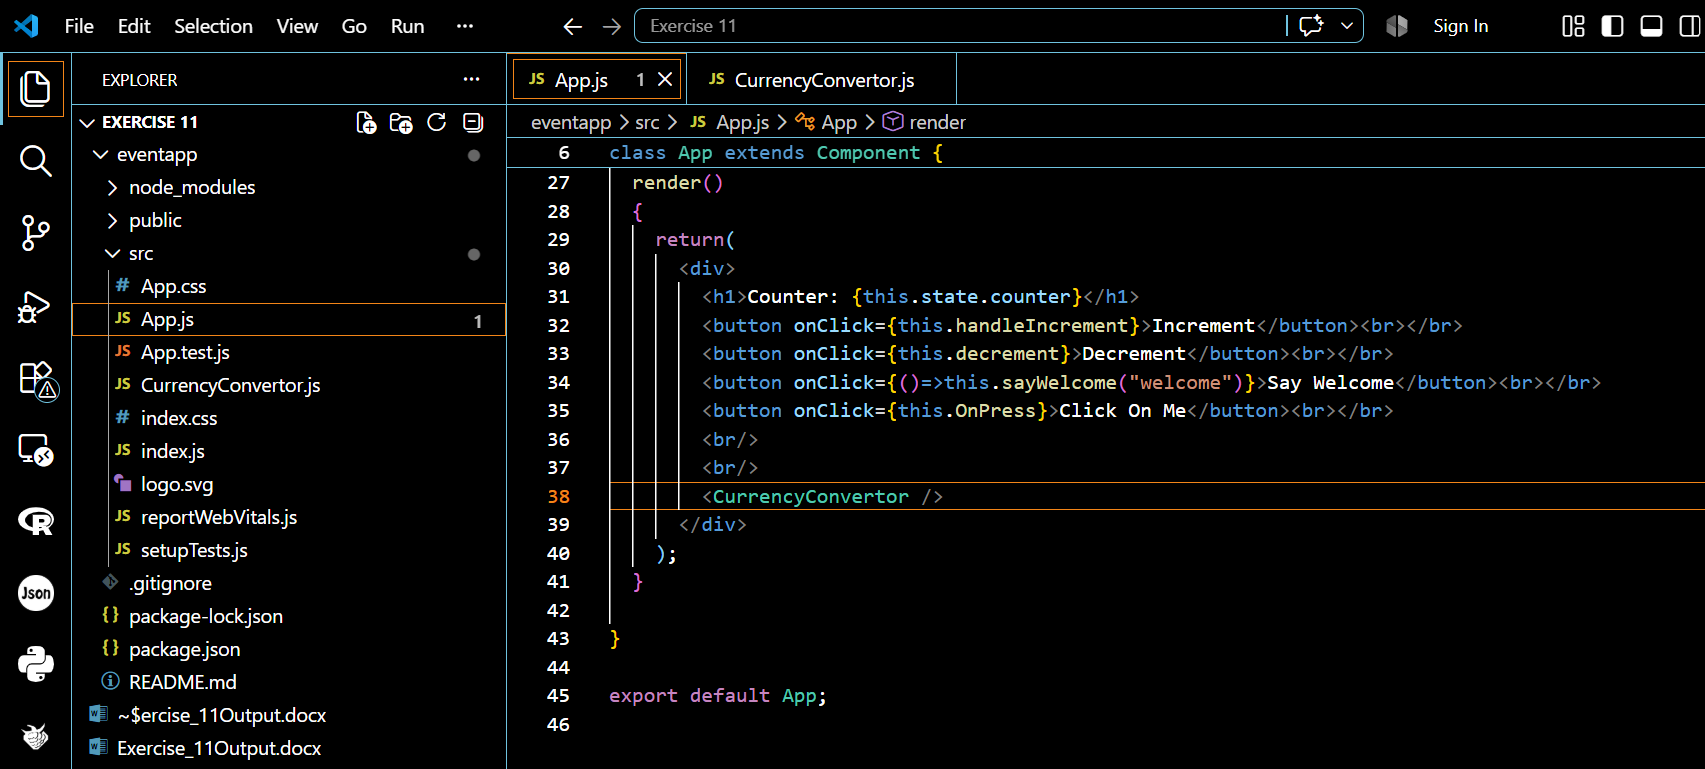 File Edit Selection View Go Run ···
Exercise 11
Sign In
EXPLORER ···
EXERCISE 11
eventapp
node_modules
public
src
# App.css
JS App.js 1
JS App.test.js
JS CurrencyConvertor.js
# index.css
JS index.js
logo.svg
JS reportWebVitals.js
JS setupTests.js
.gitignore
{} package-lock.json
{} package.json
README.md
~$ercise_11Output.docx
Exercise_11Output.docx
Json
R
JS App.js 1
JS CurrencyConvertor.js
eventapp > src > JS App.js > App > render
6 class App extends Component {
27 render()
28 {
29 return(
30 <div>
31 <h1>Counter: {this.state.counter}</h1>
32 <button onClick={this.handleIncrement}>Increment</button><br></br>
33 <button onClick={this.decrement}>Decrement</button><br></br>
34 <button onClick={()=>this.sayWelcome("welcome")}>Say Welcome</button><br></br>
35 <button onClick={this.OnPress}>Click On Me</button><br></br>
36 <br/>
37 <br/>
38 <CurrencyConvertor />
39 </div>
40 );
41 }
42
43 }
44
45 export default App;
46